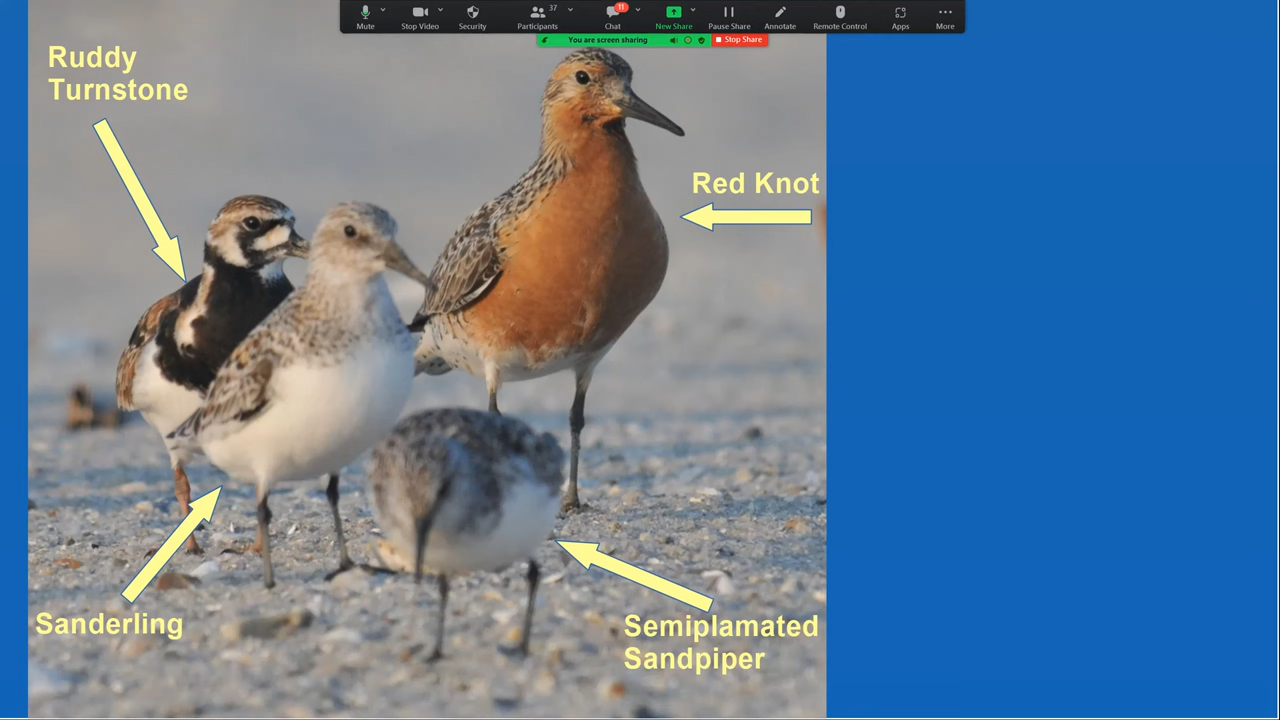 37
11
Mute
Stop Video
Security
Participants
Chat
New Share
Pause Share
Annotate
Remote Control
Apps
More
You are screen sharing
Stop Share
Ruddy
Turnstone
Red Knot
Sanderling
Semiplamated
Sandpiper